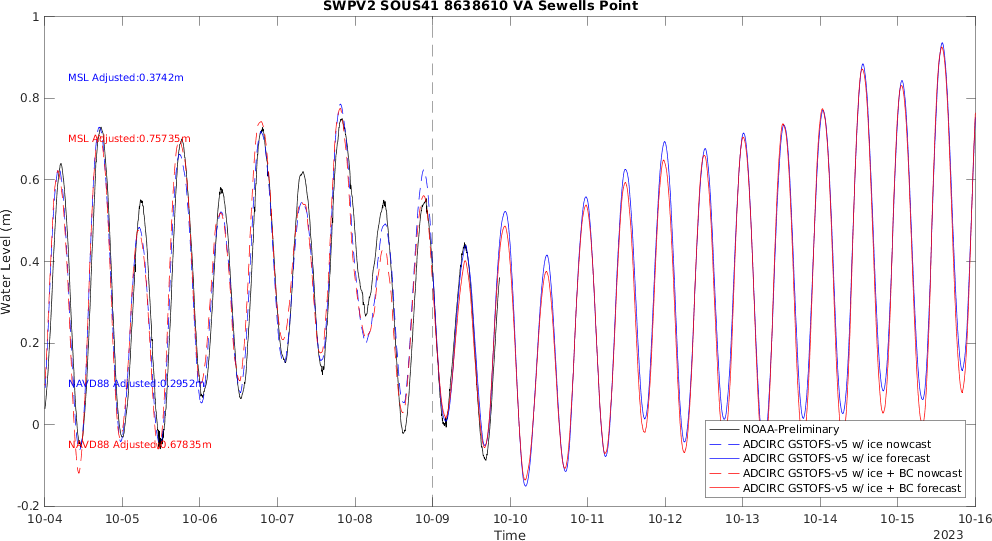 SWPV2 SOUS41 8638610 VA Sewells Point
1
0.8
0.6
0.4
0.2
0
-0.2
Water Level (m)
MSL Adjusted:0.3742m
MSL Adjusted:0.75735m
NAVD88 Adjusted:0.2952m
NAVD88 Adjusted:0.67835m
NOAA-Preliminary
ADCIRC GSTOFS-v5 w/ ice nowcast
ADCIRC GSTOFS-v5 w/ ice forecast
ADCIRC GSTOFS-v5 w/ ice + BC nowcast
ADCIRC GSTOFS-v5 w/ ice + BC forecast
10-04 10-05 10-06 10-07 10-08 10-09 10-10 10-11 10-12 10-13 10-14 10-15 10-16
Time
2023